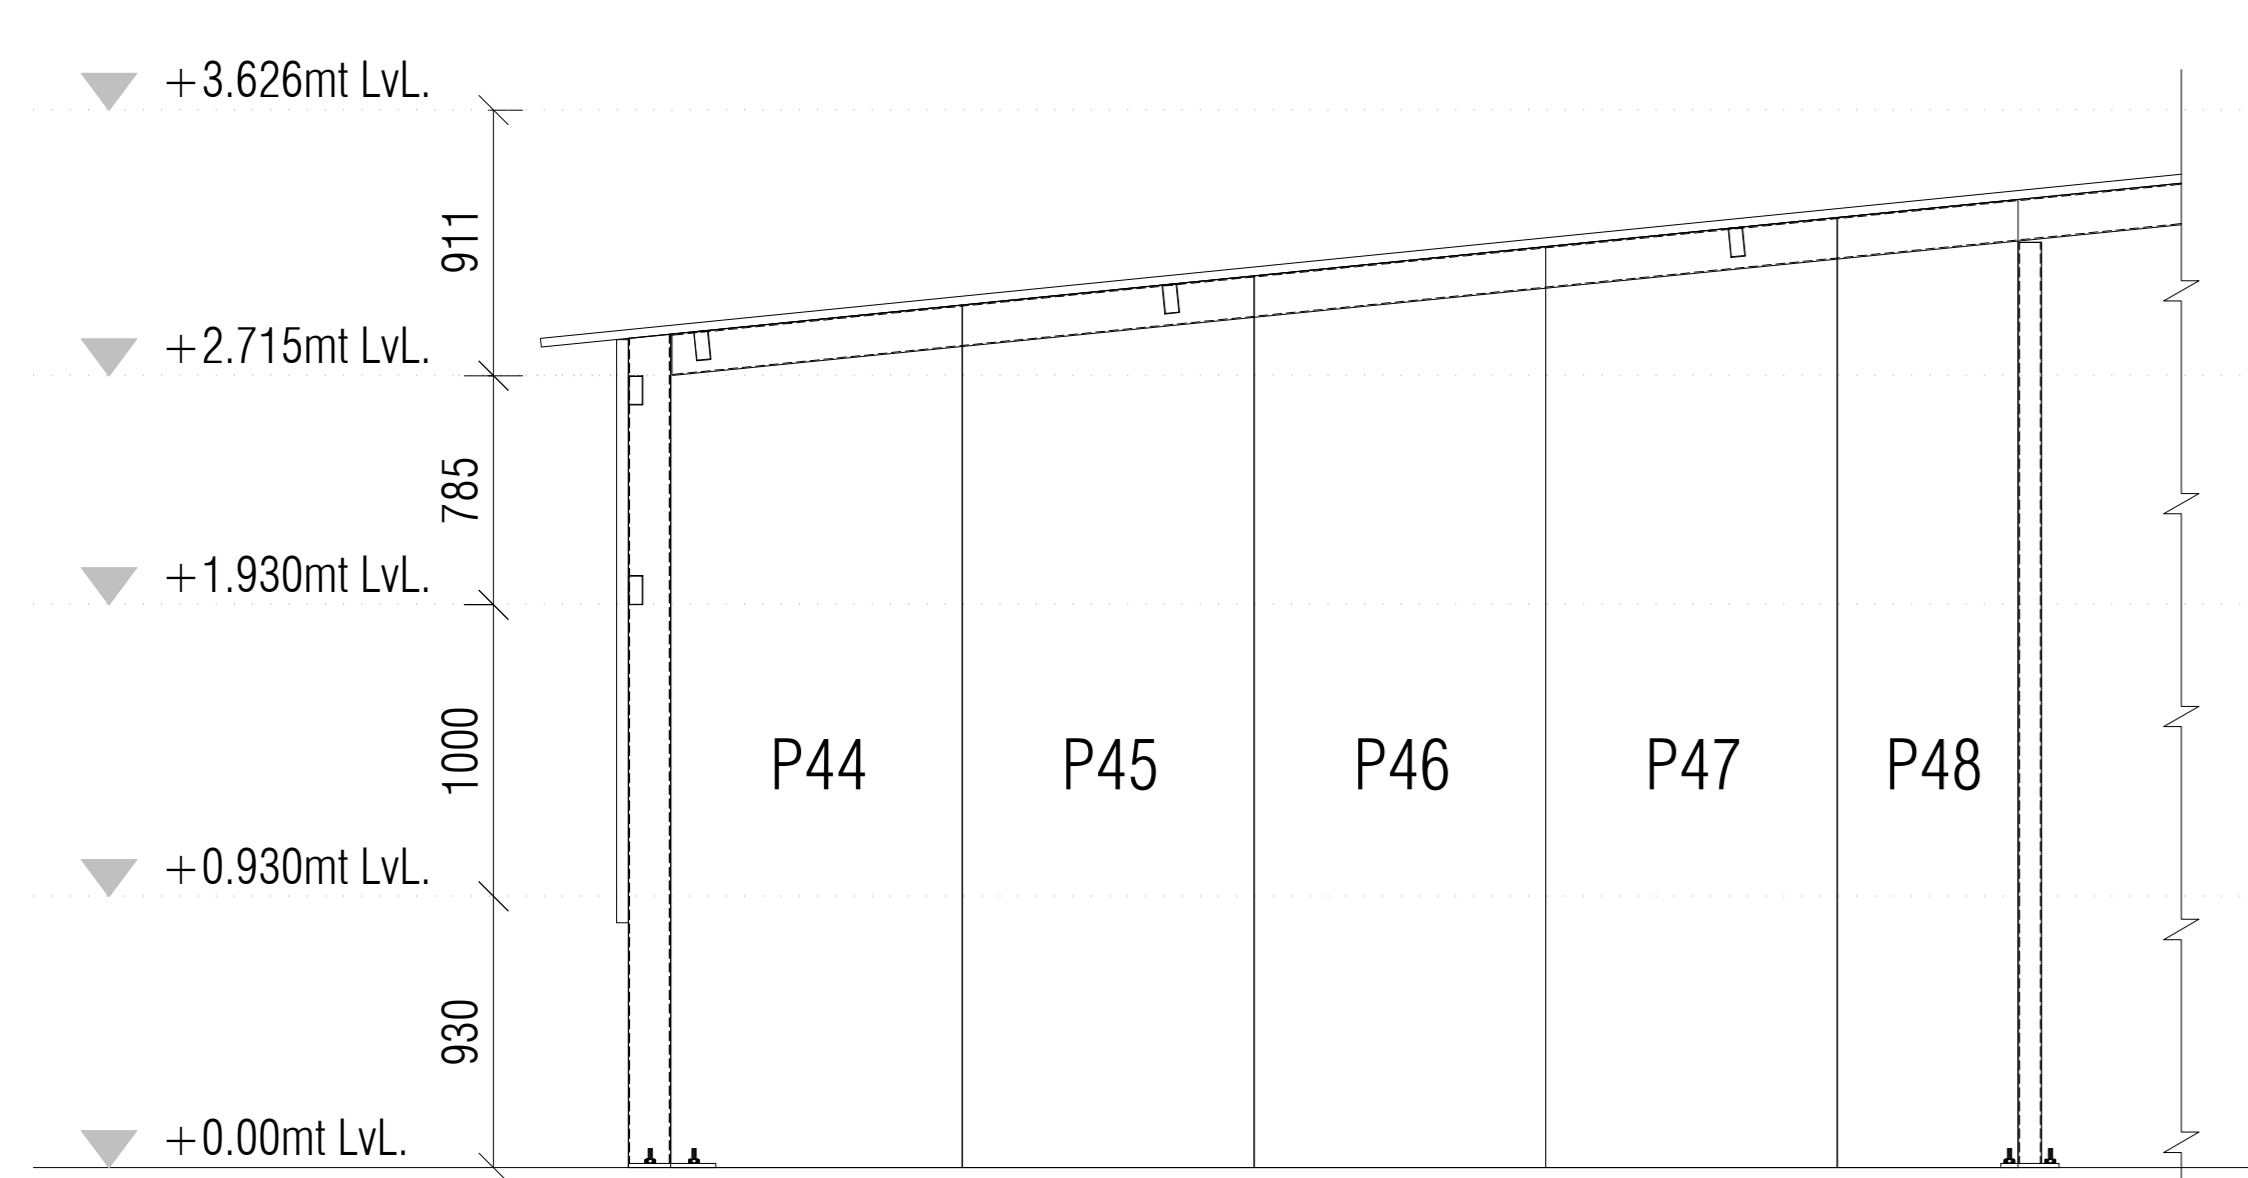 +3.626mt LvL.
911
+2.715mt LvL.
785
+1.930mt LvL.
1000
P44 P45 P46 P47 P48
+0.930mt LvL.
930
+0.00mt LvL.